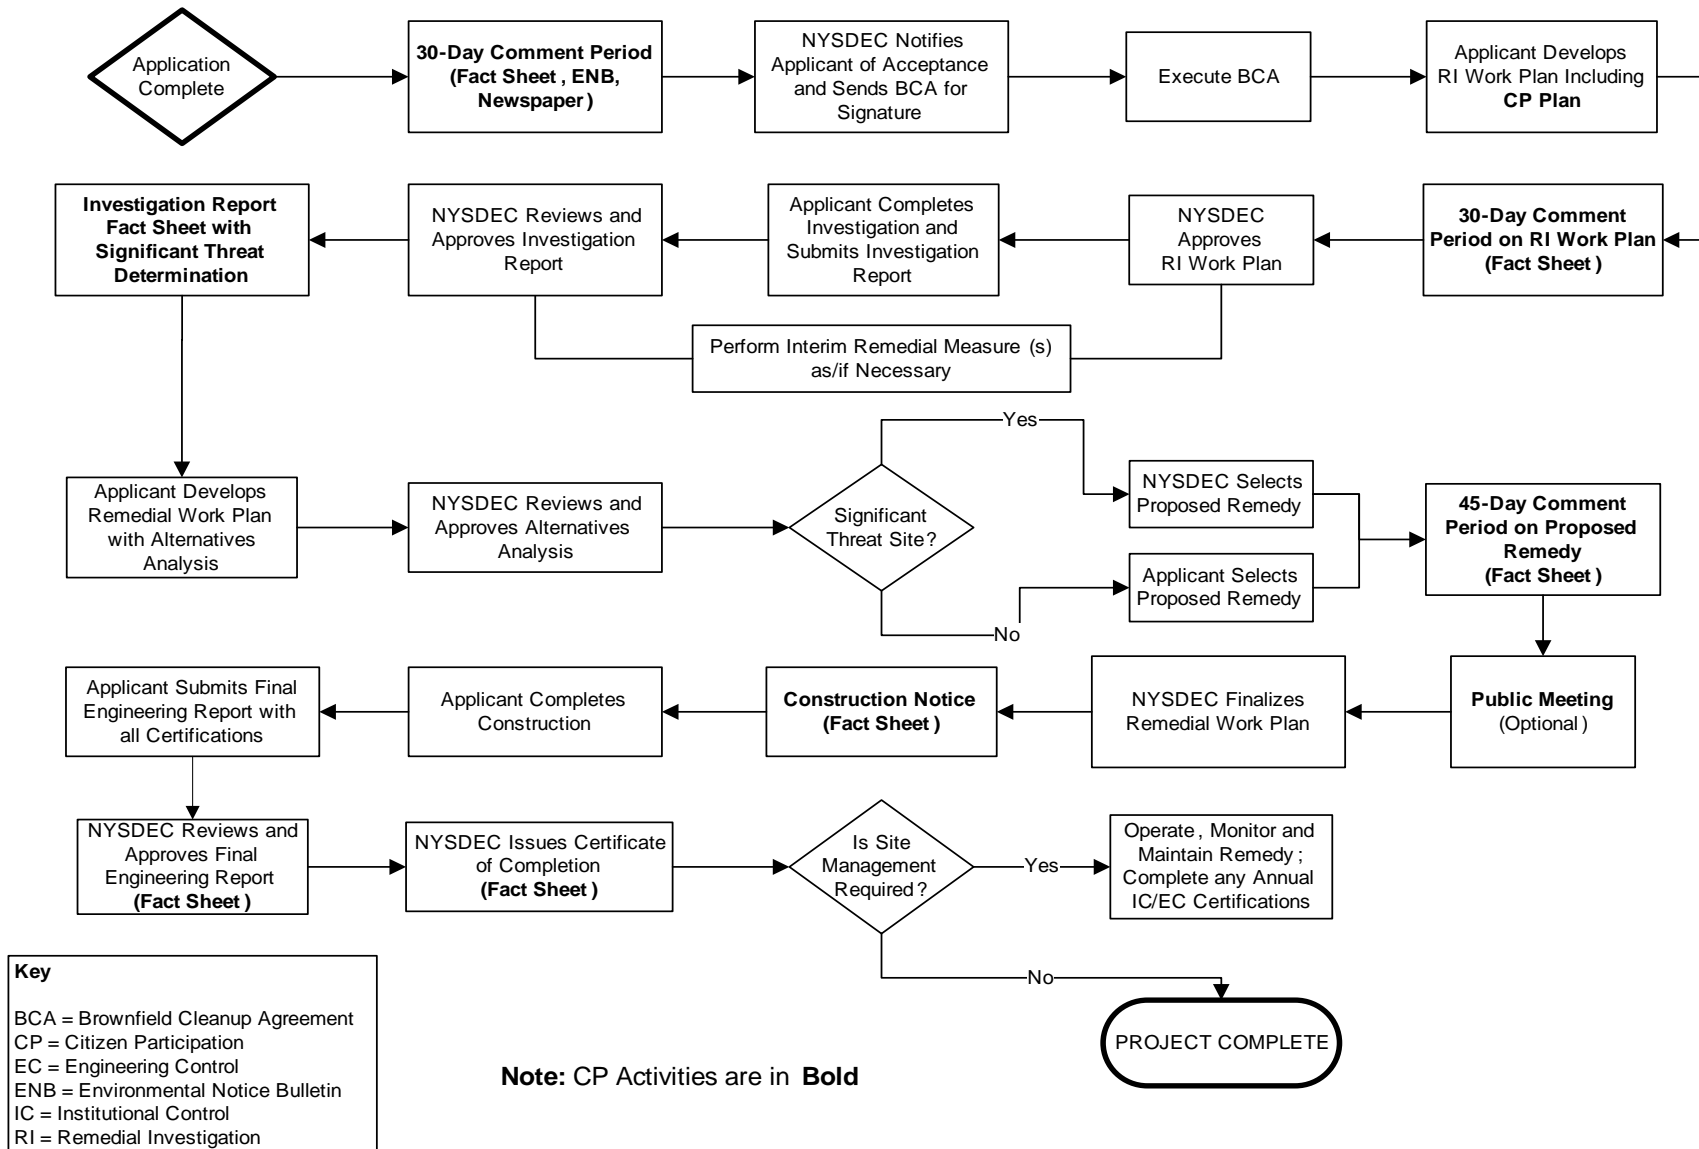 Application
Complete
30-Day Comment Period
(Fact Sheet , ENB,
Newspaper )
NYSDEC Notifies
Applicant of Acceptance
and Sends BCA for
Signature
Execute BCA
Applicant Develops
RI Work Plan Including
CP Plan
Investigation Report
Fact Sheet with
Significant Threat
Determination
NYSDEC Reviews and
Approves Investigation
Report
Applicant Completes
Investigation and
Submits Investigation
Report
NYSDEC
Approves
RI Work Plan
30-Day Comment
Period on RI Work Plan
(Fact Sheet )
Perform Interim Remedial Measure (s)
as/if Necessary
Applicant Develops
Remedial Work Plan
with Alternatives
Analysis
NYSDEC Reviews and
Approves Alternatives
Analysis
Significant
Threat Site ?
Yes
No
NYSDEC Selects
Proposed Remedy
Applicant Selects
Proposed Remedy
45-Day Comment
Period on Proposed
Remedy
(Fact Sheet )
Applicant Submits Final
Engineering Report with
all Certifications
Applicant Completes
Construction
Construction Notice
(Fact Sheet )
NYSDEC Finalizes
Remedial Work Plan
Public Meeting
(Optional )
NYSDEC Reviews and
Approves Final
Engineering Report
(Fact Sheet )
NYSDEC Issues Certificate
of Completion
(Fact Sheet )
Is Site
Management
Required ?
Yes
Operate , Monitor and
Maintain Remedy ;
Complete any Annual
IC/EC Certifications
No
PROJECT COMPLETE
Key
BCA = Brownfield Cleanup Agreement
CP = Citizen Participation
EC = Engineering Control
ENB = Environmental Notice Bulletin
IC = Institutional Control
RI = Remedial Investigation
Note: CP Activities are in Bold